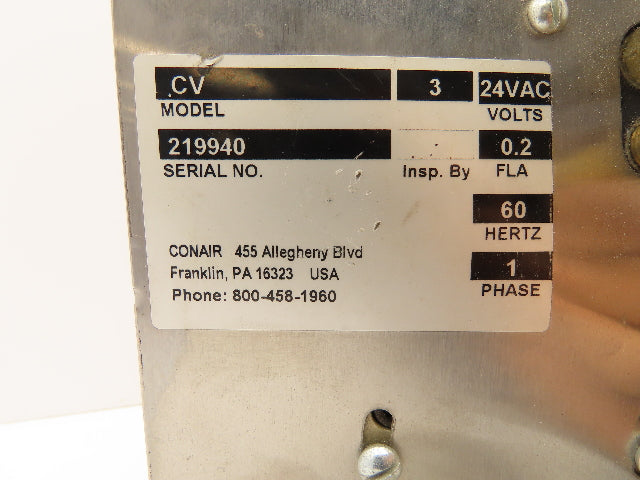 CV 3 24VAC
MODEL VOLTS
219940 0.2
SERIAL NO. Insp. By FLA
60
HERTZ
CONAIR 455 Allegheny Blvd
Franklin, PA 16323 USA
1
Phone: 800-458-1960
PHASE